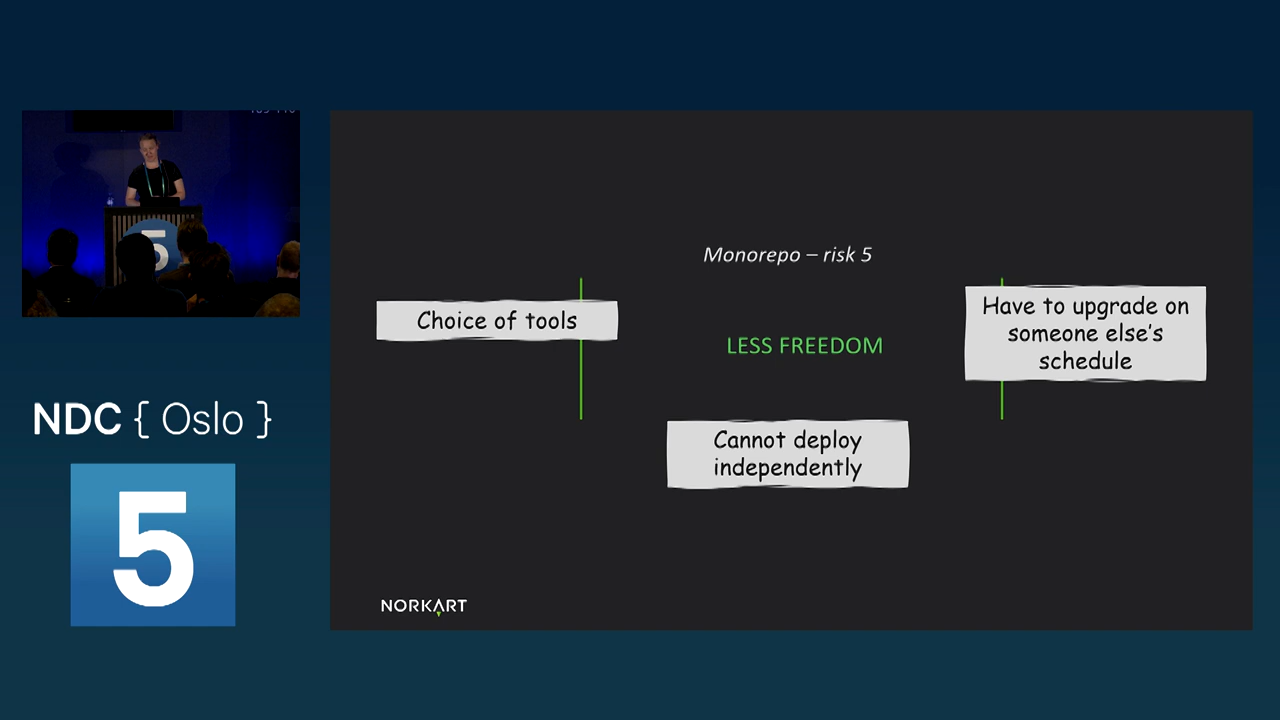 Monorepo – risk 5
Choice of tools
LESS FREEDOM
Have to upgrade on
someone else's
schedule
Cannot deploy
independently
NORKART
5
NDC { Oslo }
5